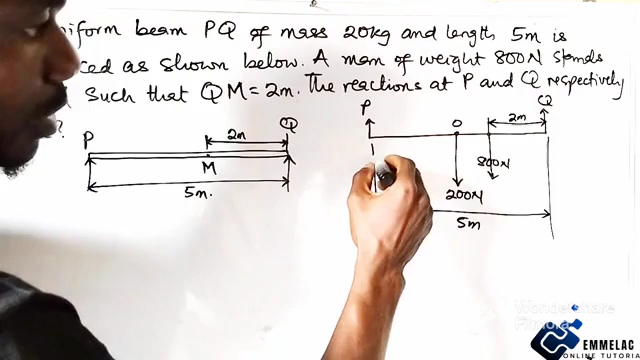 niform beam PQ of mass 20kg and length 5m is
ced as shown below. A man of weight 800N stands
such that QM = 2m. The reactions at P and Q respectively
?
P
2m
Q
M
5m.
P
O
2m
Q
800N
200N
5m
Wondershare
Filmora
EMMELAC
ONLINE TUTORIA